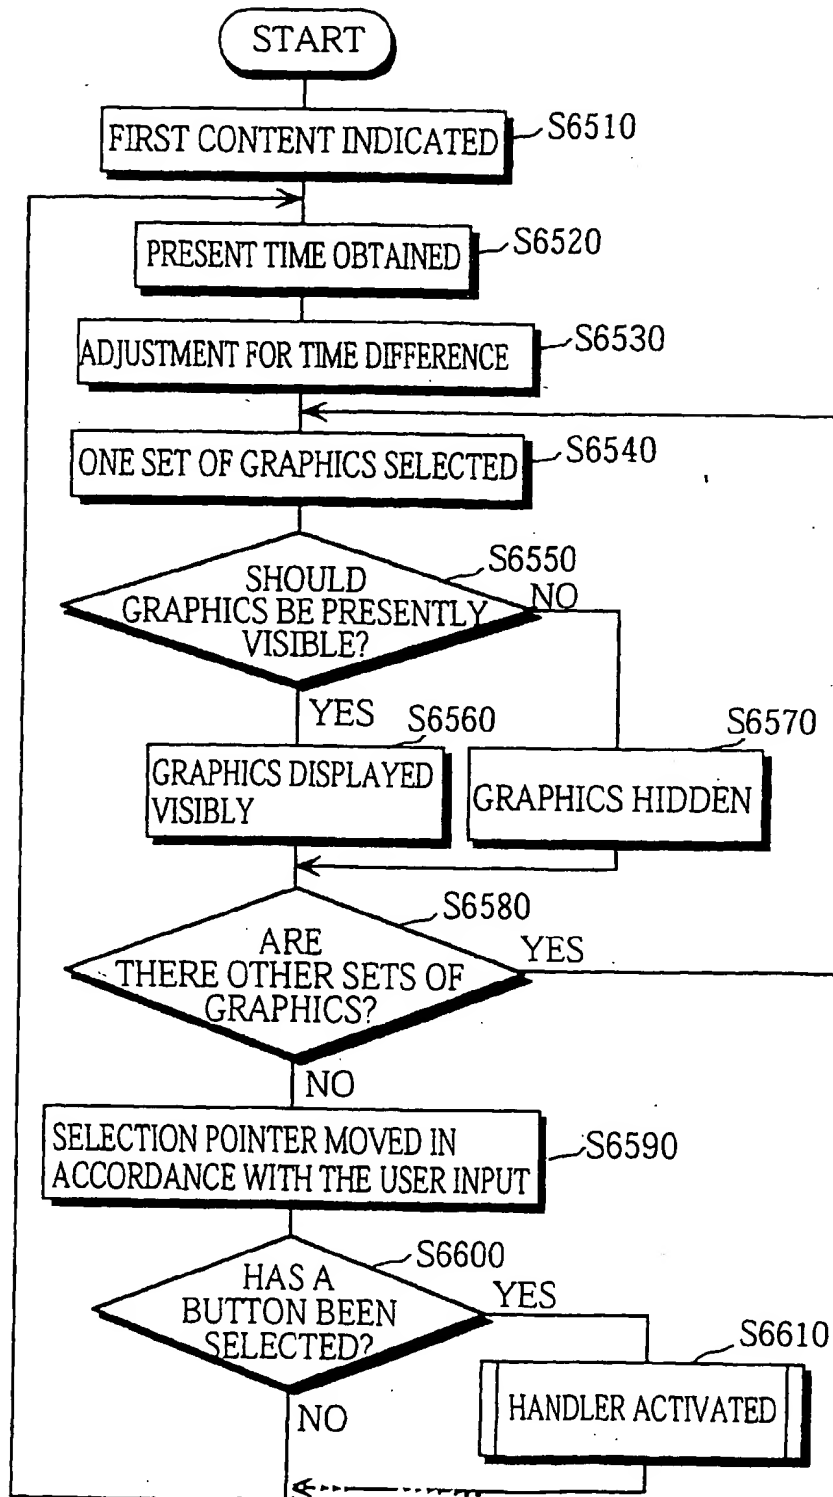 START
FIRST CONTENT INDICATED
S6510
PRESENT TIME OBTAINED
S6520
ADJUSTMENT FOR TIME DIFFERENCE
S6530
ONE SET OF GRAPHICS SELECTED
S6540
S6550
SHOULD
GRAPHICS BE PRESENTLY
VISIBLE?
NO
YES
S6560
GRAPHICS DISPLAYED
VISIBLY
S6570
GRAPHICS HIDDEN
S6580
ARE
THERE OTHER SETS OF
GRAPHICS?
YES
NO
SELECTION POINTER MOVED IN
ACCORDANCE WITH THE USER INPUT
S6590
S6600
HAS A
BUTTON BEEN
SELECTED?
YES
S6610
HANDLER ACTIVATED
NO